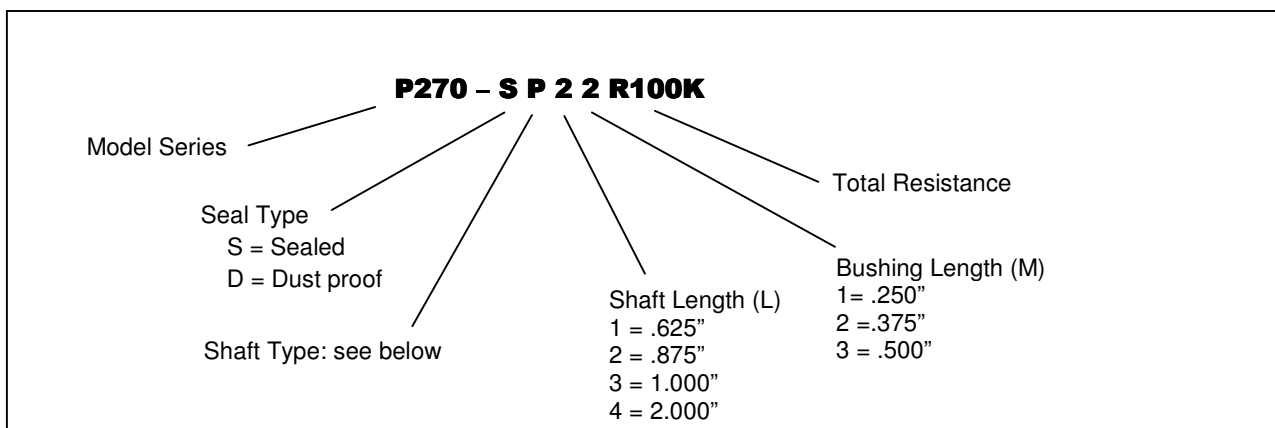 P270 – S P 2 2 R100K
Model Series
Total Resistance
Seal Type
S = Sealed
D = Dust proof
Bushing Length (M)
1= .250”
2 =.375”
3 = .500”
Shaft Length (L)
1 = .625”
2 = .875”
3 = 1.000”
4 = 2.000”
Shaft Type: see below